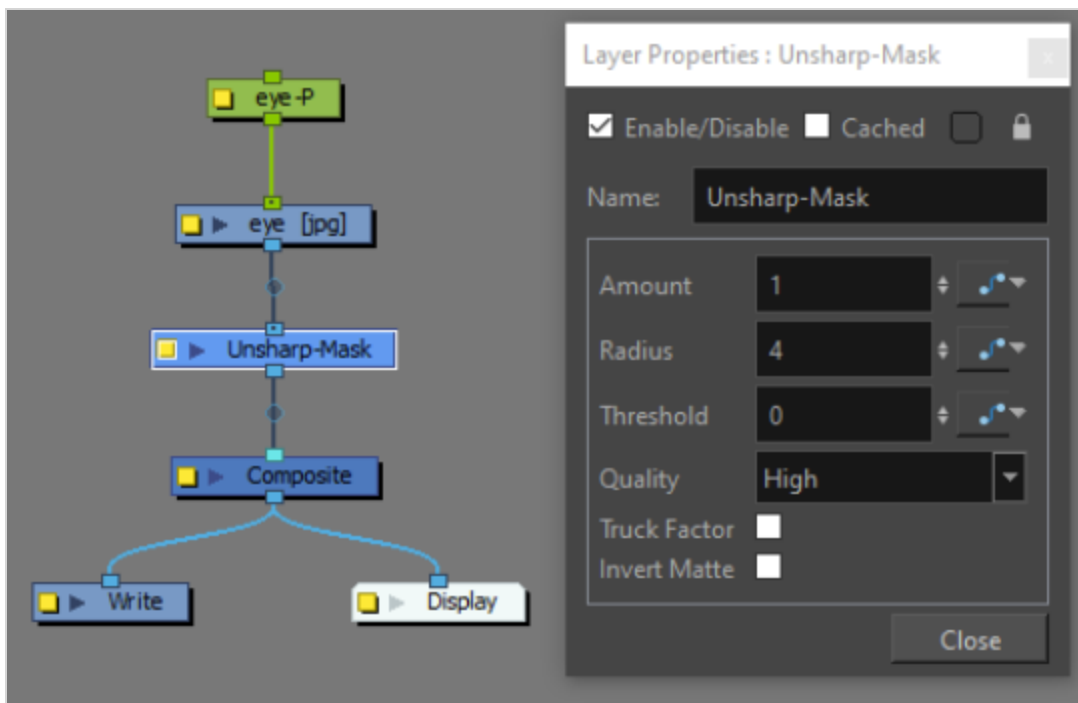 eye-P
eye [jpg]
Unsharp-Mask
Composite
Write
Display
Layer Properties : Unsharp-Mask
x
Enable/Disable Cached
Name: Unsharp-Mask
Amount 1
Radius 4
Threshold 0
Quality High
Truck Factor
Invert Matte
Close